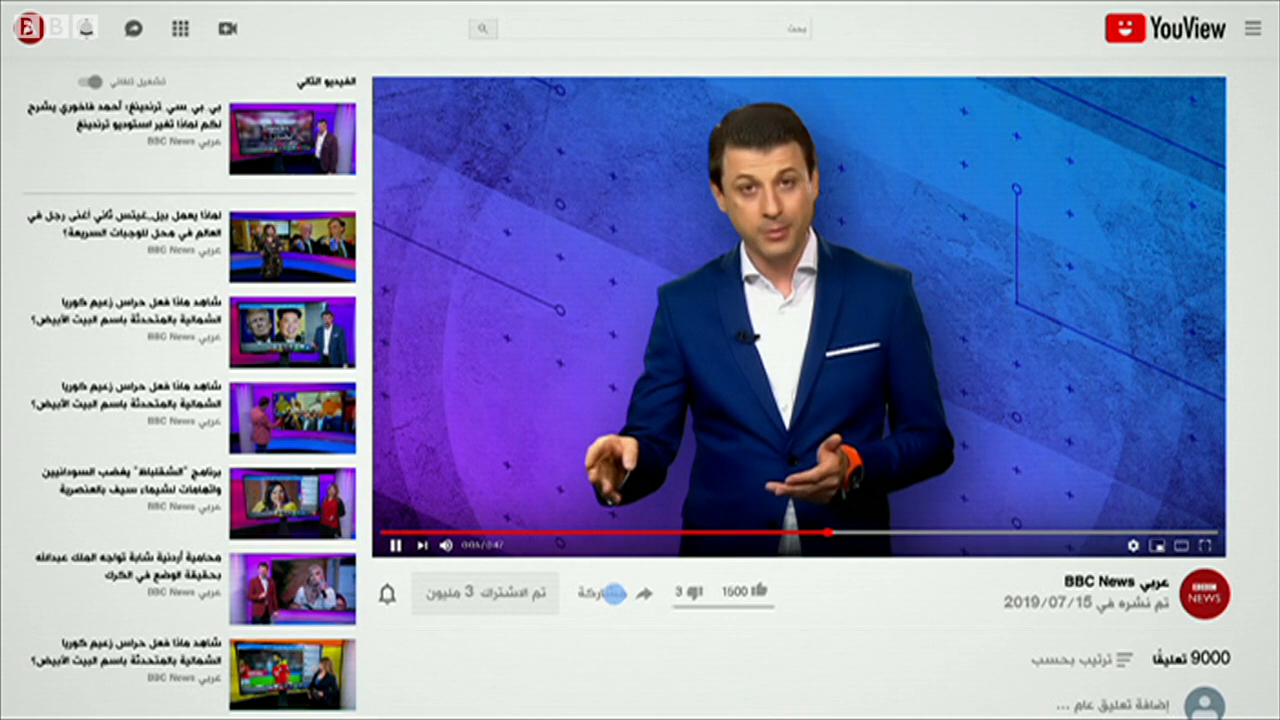 BBC
بحث
YouView
تشغيل تلقائي
الفيديو التالي
بي.بي.سي. ترندينغ: أحمد فاخوري يشرح
لكم لماذا تغير استوديو ترندينغ
عربي BBC News
لماذا يعمل بيل غيتس ثاني أغنى رجل في
العالم في محل للوجبات السريعة؟
عربي BBC News
شاهد ماذا فعل حراس زعيم كوريا
الشمالية بالمتحدثة باسم البيت الأبيض؟
عربي BBC News
شاهد ماذا فعل حراس زعيم كوريا
الشمالية بالمتحدثة باسم البيت الأبيض؟
عربي BBC News
برنامج "الشقلباظ" يغضب السودانيين
واتهامات لشيماء سيف بالعنصرية
عربي BBC News
محامية أردنية شابة تواجه الملك عبدالله
بحقيقة الوضع في الكرك
عربي BBC News
شاهد ماذا فعل حراس زعيم كوريا
الشمالية بالمتحدثة باسم البيت الأبيض؟
عربي BBC News
عربي BBC News
تم نشره في 2019/07/15
BBC
NEWS
1500
3
مشاركة
تم الاشتراك 3 مليون
9000 تعليقًا
ترتيب بحسب
إضافة تعليق عام ...